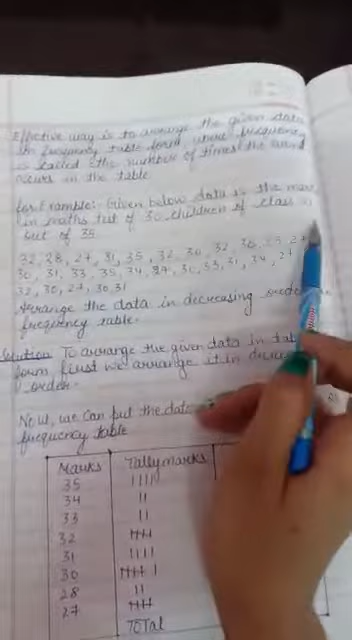 Effective way is to arrange the given data
in frequency table form where frequency
is called the number of times the
occurs in the table
for Example: Given below data is the
in maths test of 30 children of class
out of 35
32, 28, 27, 31, 35, 32, 30, 32, 30,
30, 31, 33, 35, 34, 27, 30, 33, 31, 34, 27
32, 30, 27, 30, 31
Arrange the data in decreasing
frequency table.
Solution To arrange the given data in
form first we arrange it in
order.
Now, we can put the data
frequency table
Marks Tallymarks
35 ||||
34 ||
33 ||
32 ||||
31 ||||
30 |||| |
28 ||
27 ||||
Total